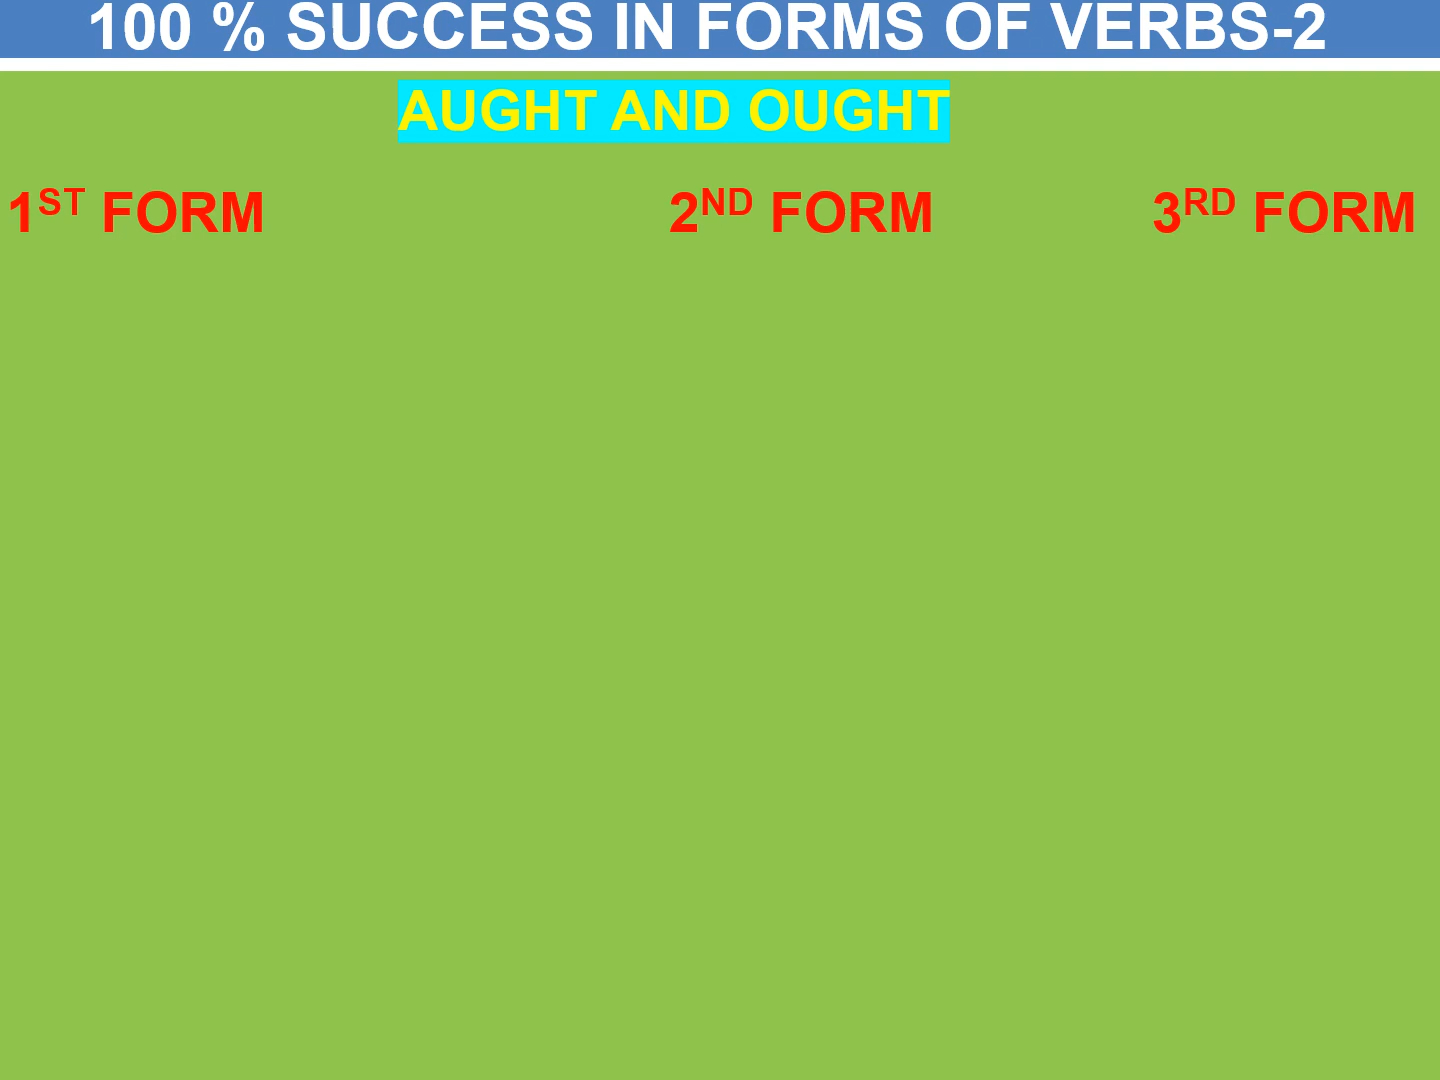 100 % SUCCESS IN FORMS OF VERBS-2
AUGHT AND OUGHT
1ST FORM 2ND FORM 3RD FORM